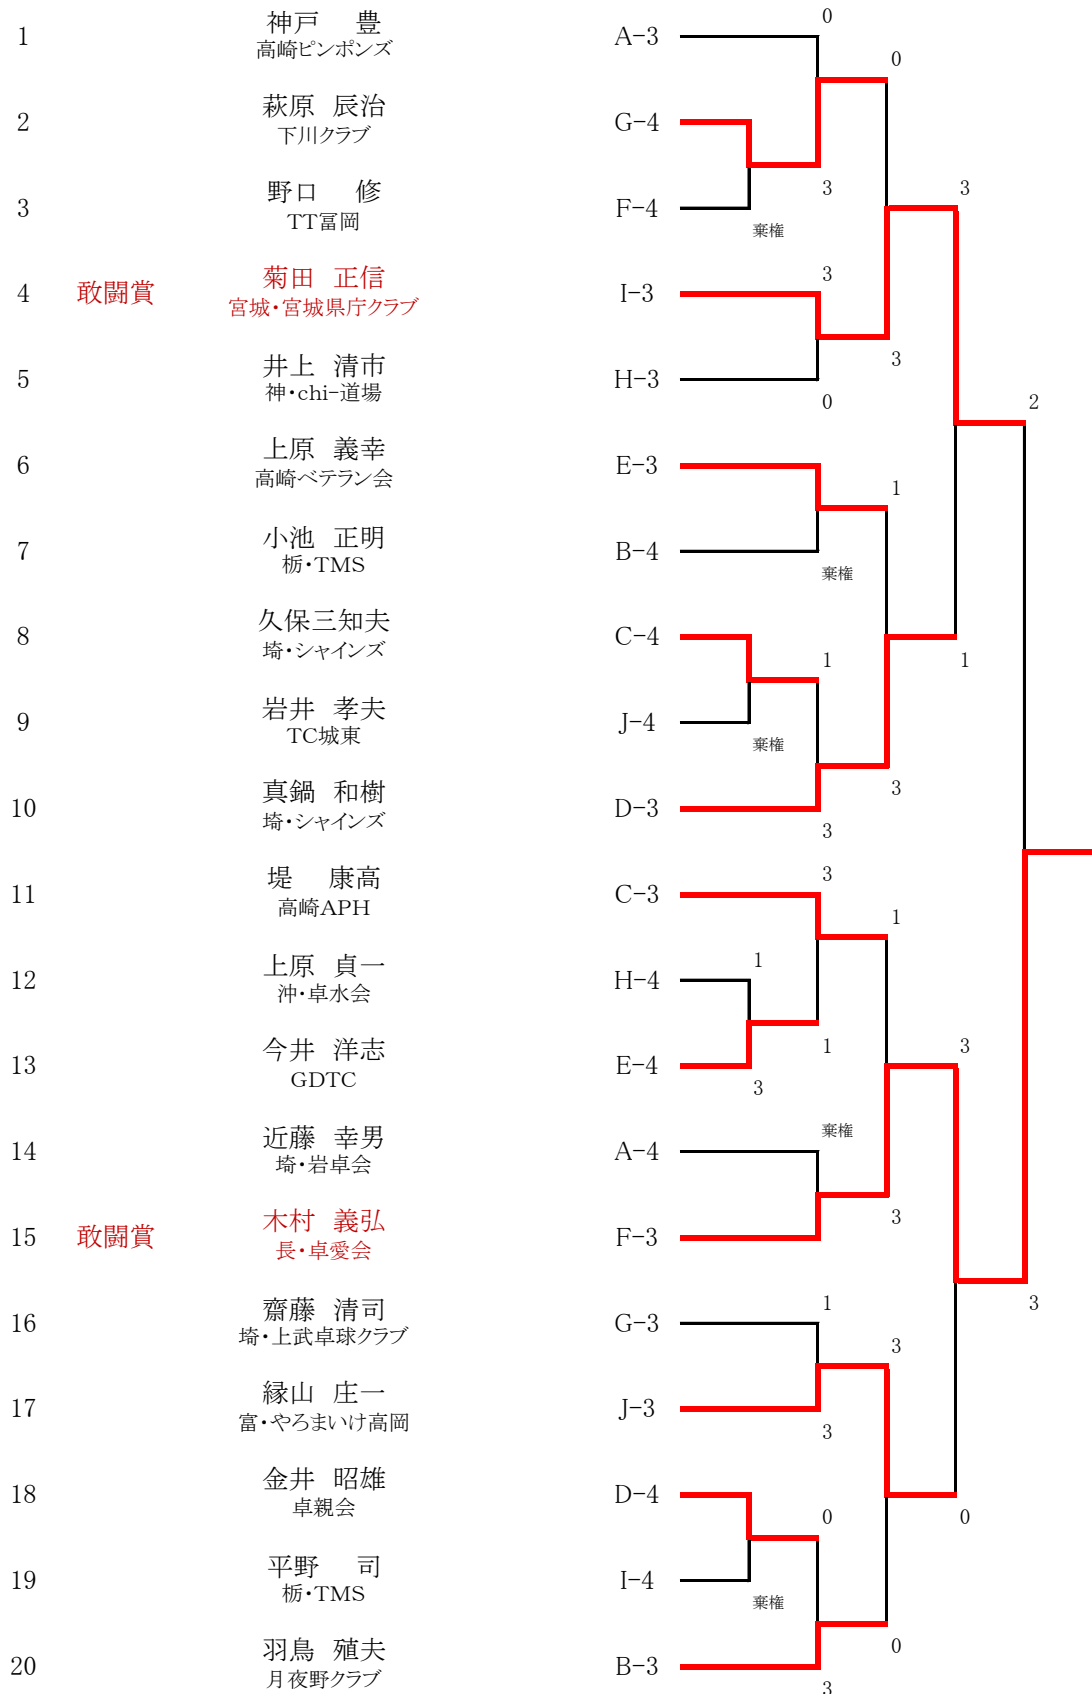 1 神戸 豊 A-3
高崎ピンポンズ
0
0
2 萩原 辰治 G-4
下川クラブ
3 野口 修 F-4
TT冨岡
3
棄権
3
4 敢闘賞 菊田 正信 I-3
宮城・宮城県庁クラブ
3
3
5 井上 清市 H-3
神・chi-道場
0
2
6 上原 義幸 E-3
高崎ベテラン会
1
7 小池 正明 B-4
栃・TMS
棄権
8 久保三知夫 C-4
埼・シャインズ
1
1
9 岩井 孝夫 J-4
TC城東
棄権
10 真鍋 和樹 D-3
埼・シャインズ
3
3
11 堤 康高 C-3
高崎APH
3
1
12 上原 貞一 H-4
沖・卓水会
1
13 今井 洋志 E-4
GDTC
3
1
3
14 近藤 幸男 A-4
埼・岩卓会
棄権
15 敢闘賞 木村 義弘 F-3
長・卓愛会
3
16 齋藤 清司 G-3
埼・上武卓球クラブ
1
3
3
17 縁山 庄一 J-3
富・やろまいけ高岡
3
18 金井 昭雄 D-4
卓親会
0
0
19 平野 司 I-4
栃・TMS
棄権
20 羽鳥 殖夫 B-3
月夜野クラブ
0
3